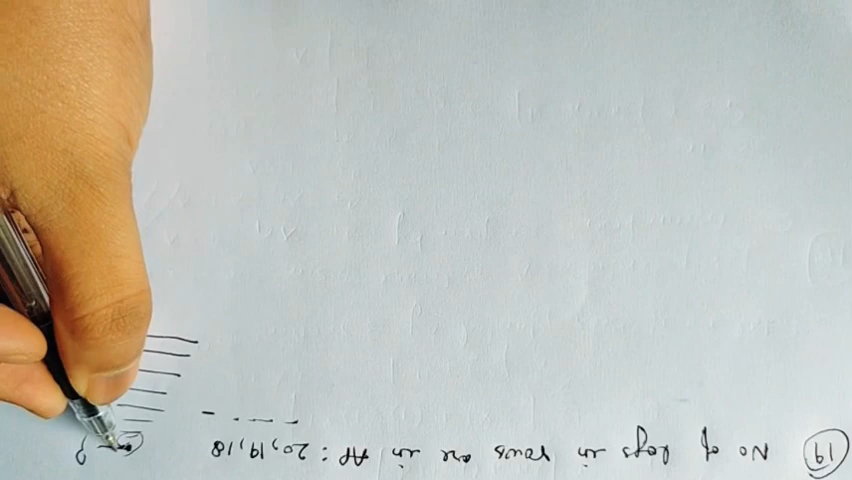 (19) No of logs in rows are in AP : 20, 19, 18
----
?